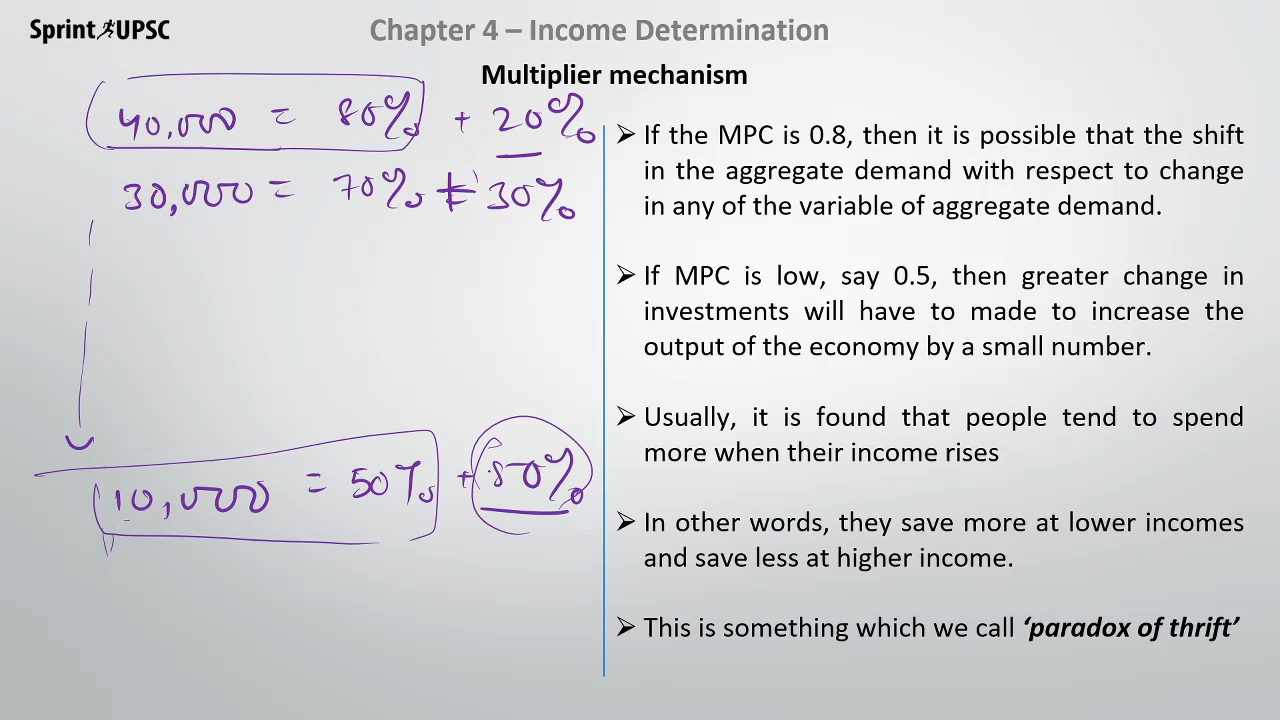 Sprint UPSC
Chapter 4 – Income Determination
Multiplier mechanism
40,000 = 80% + 20%
30,000 = 70% + 30%
10,000 = 50% + 50%
➢ If the MPC is 0.8, then it is possible that the shift
in the aggregate demand with respect to change
in any of the variable of aggregate demand.
➢ If MPC is low, say 0.5, then greater change in
investments will have to made to increase the
output of the economy by a small number.
➢ Usually, it is found that people tend to spend
more when their income rises
➢ In other words, they save more at lower incomes
and save less at higher income.
➢ This is something which we call ‘paradox of thrift’